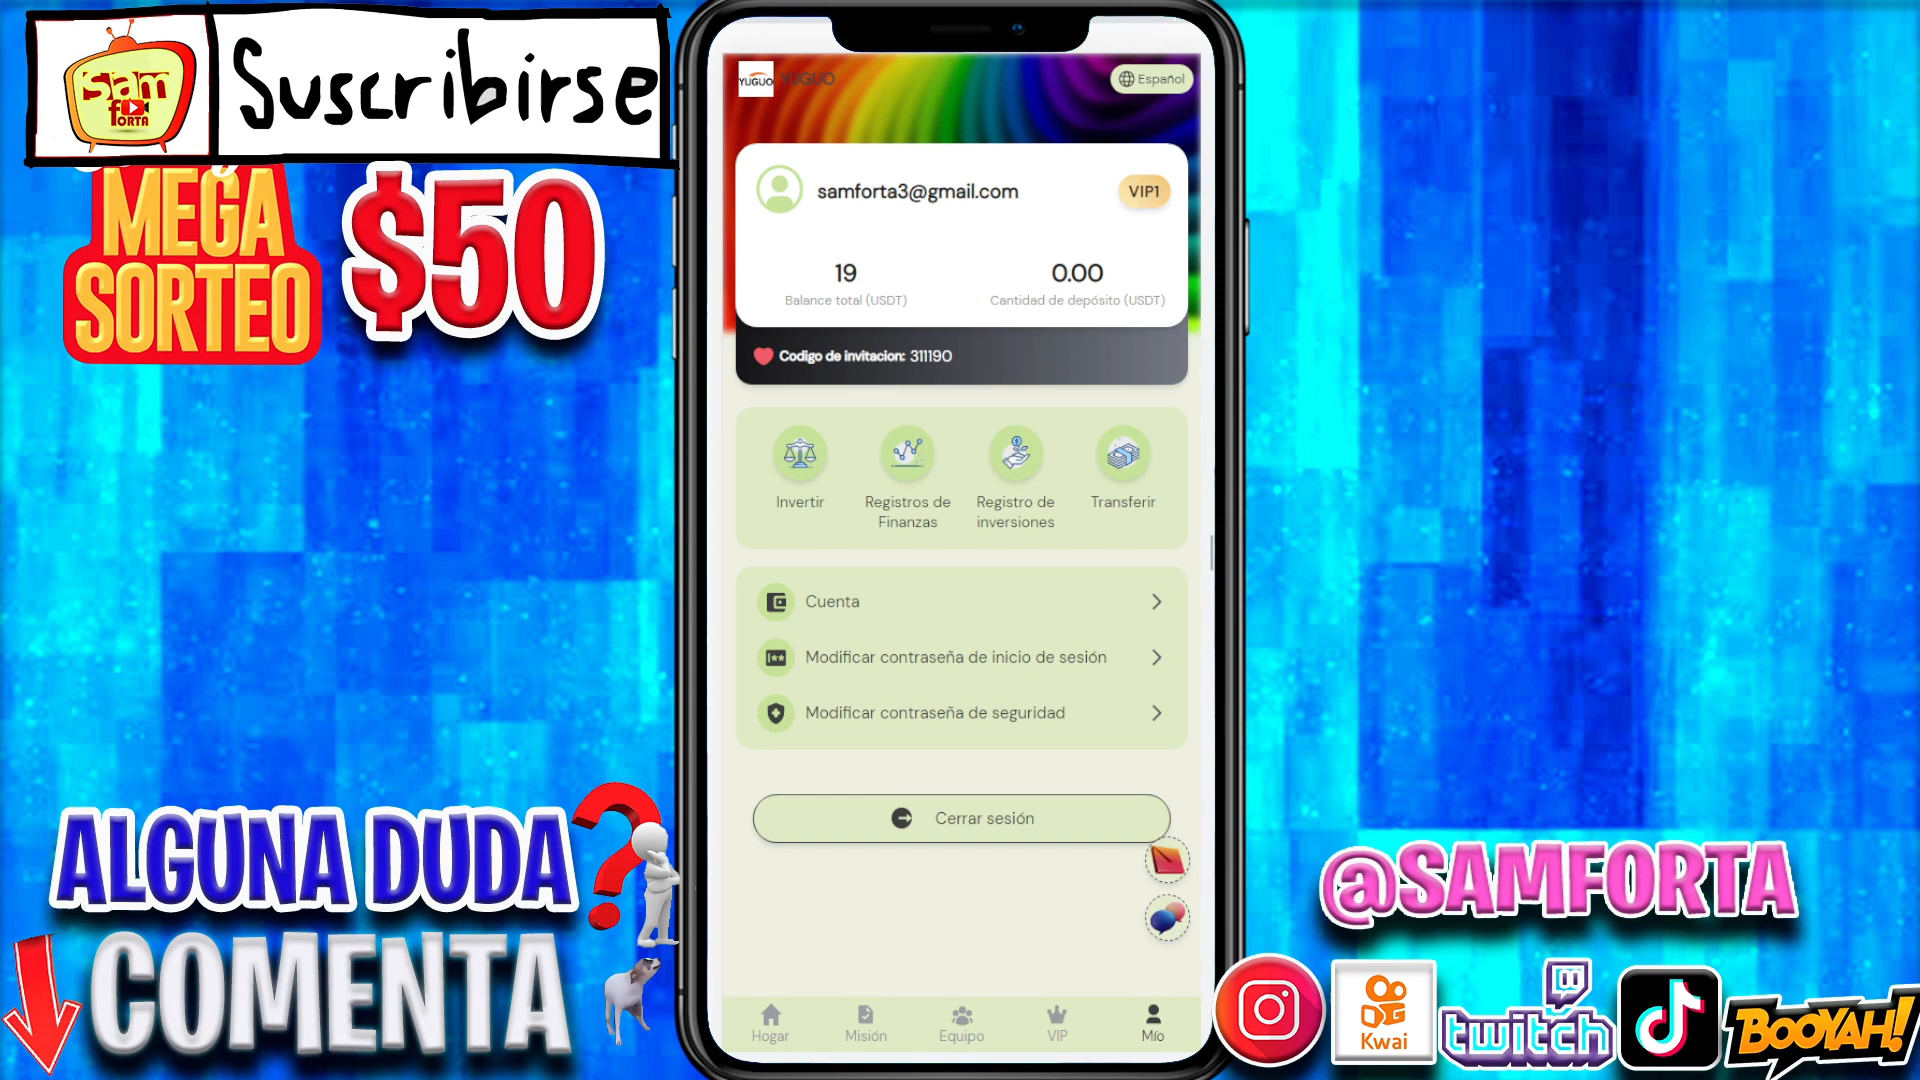 Sam
fORTA
Suscribirse
MEGA
SORTEO
$50
YUGUO
YUGUO
Español
samforta3@gmail.com
VIP1
19
0.00
Balance total (USDT)
Cantidad de depósito (USDT)
Codigo de invitacion: 311190
Invertir
Registros de
Finanzas
Registro de
inversiones
Transferir
Cuenta
Modificar contraseña de inicio de sesión
Modificar contraseña de seguridad
Cerrar sesión
Hogar
Misión
Equipo
VIP
Mío
ALGUNA DUDA?
COMENTA
@SAMFORTA
Kwai
twitch
BOOYAH!